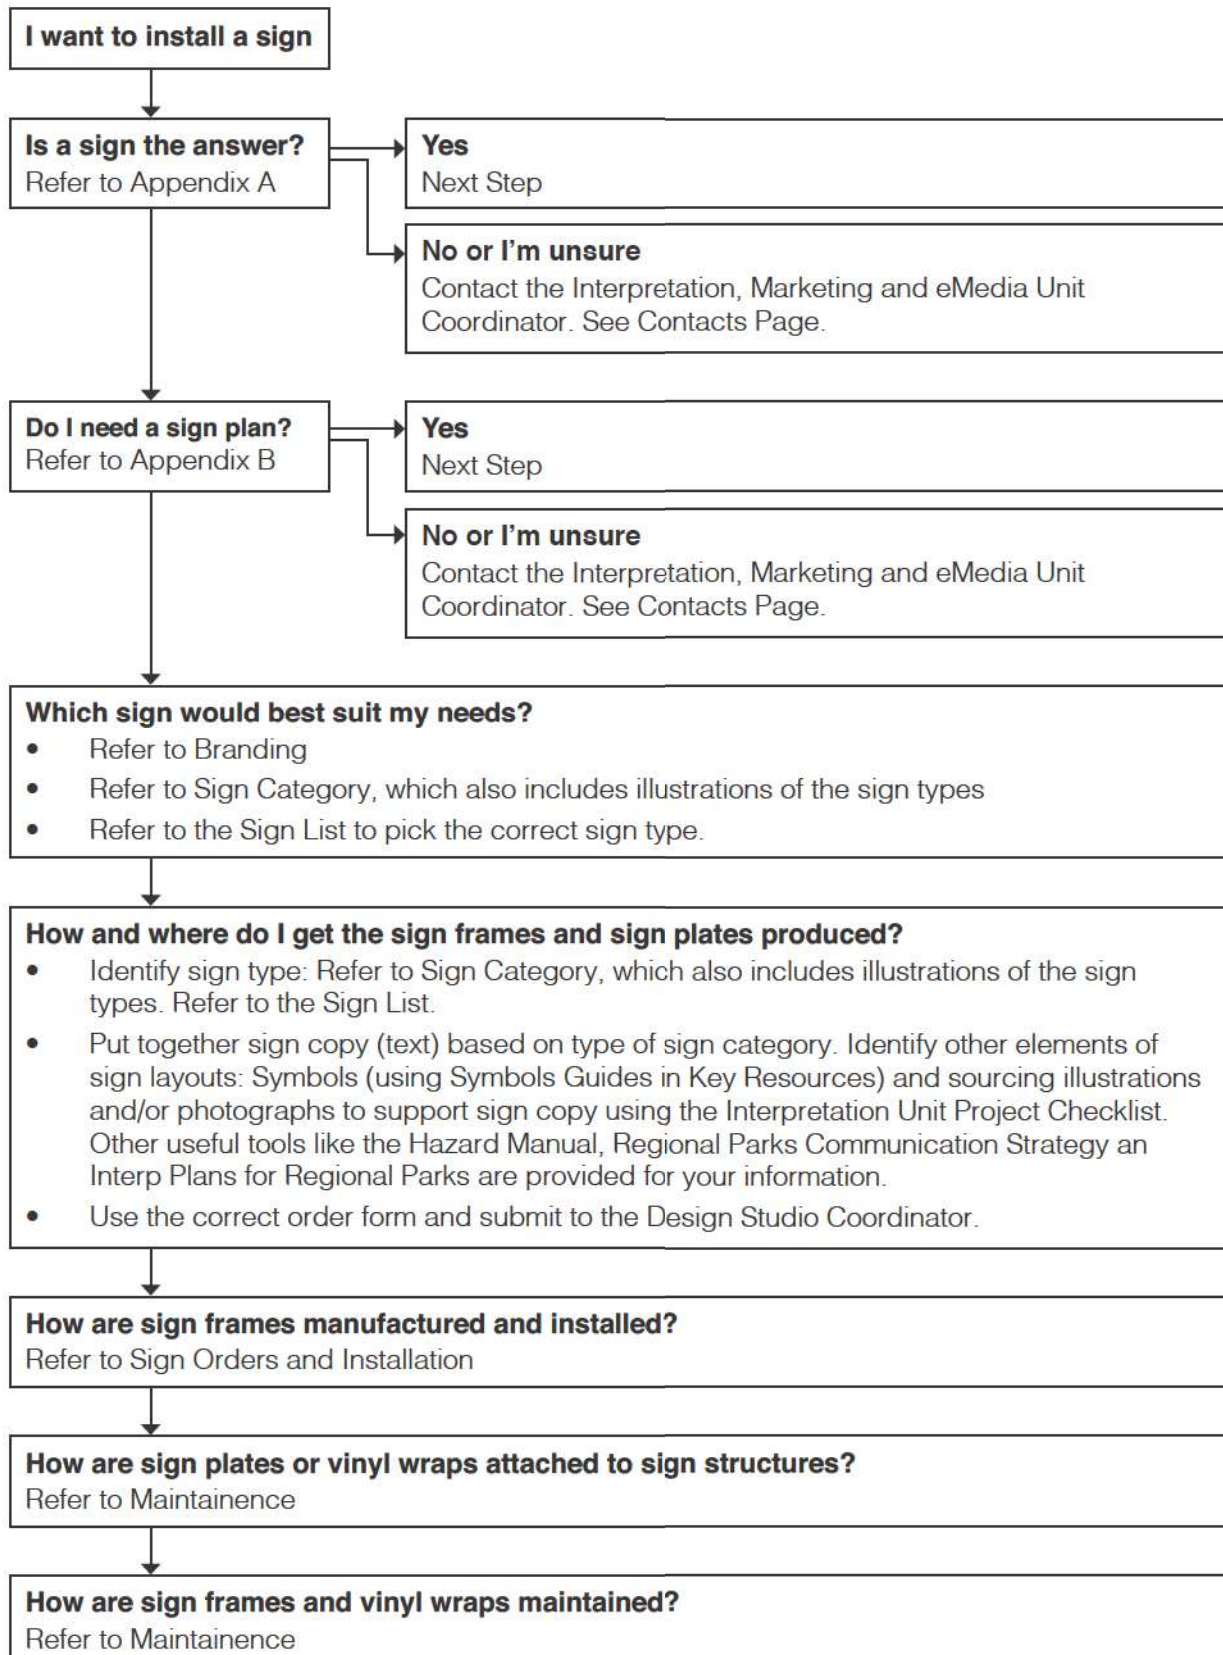 I want to install a sign
Is a sign the answer?
Refer to Appendix A
Yes
Next Step
No or I'm unsure
Contact the Interpretation, Marketing and eMedia Unit
Coordinator. See Contacts Page.
Do I need a sign plan?
Refer to Appendix B
Yes
Next Step
No or I'm unsure
Contact the Interpretation, Marketing and eMedia Unit
Coordinator. See Contacts Page.
Which sign would best suit my needs?
• Refer to Branding
• Refer to Sign Category, which also includes illustrations of the sign types
• Refer to the Sign List to pick the correct sign type.
How and where do I get the sign frames and sign plates produced?
• Identify sign type: Refer to Sign Category, which also includes illustrations of the sign
types. Refer to the Sign List.
• Put together sign copy (text) based on type of sign category. Identify other elements of
sign layouts: Symbols (using Symbols Guides in Key Resources) and sourcing illustrations
and/or photographs to support sign copy using the Interpretation Unit Project Checklist.
Other useful tools like the Hazard Manual, Regional Parks Communication Strategy an
Interp Plans for Regional Parks are provided for your information.
• Use the correct order form and submit to the Design Studio Coordinator.
How are sign frames manufactured and installed?
Refer to Sign Orders and Installation
How are sign plates or vinyl wraps attached to sign structures?
Refer to Maintainence
How are sign frames and vinyl wraps maintained?
Refer to Maintainence